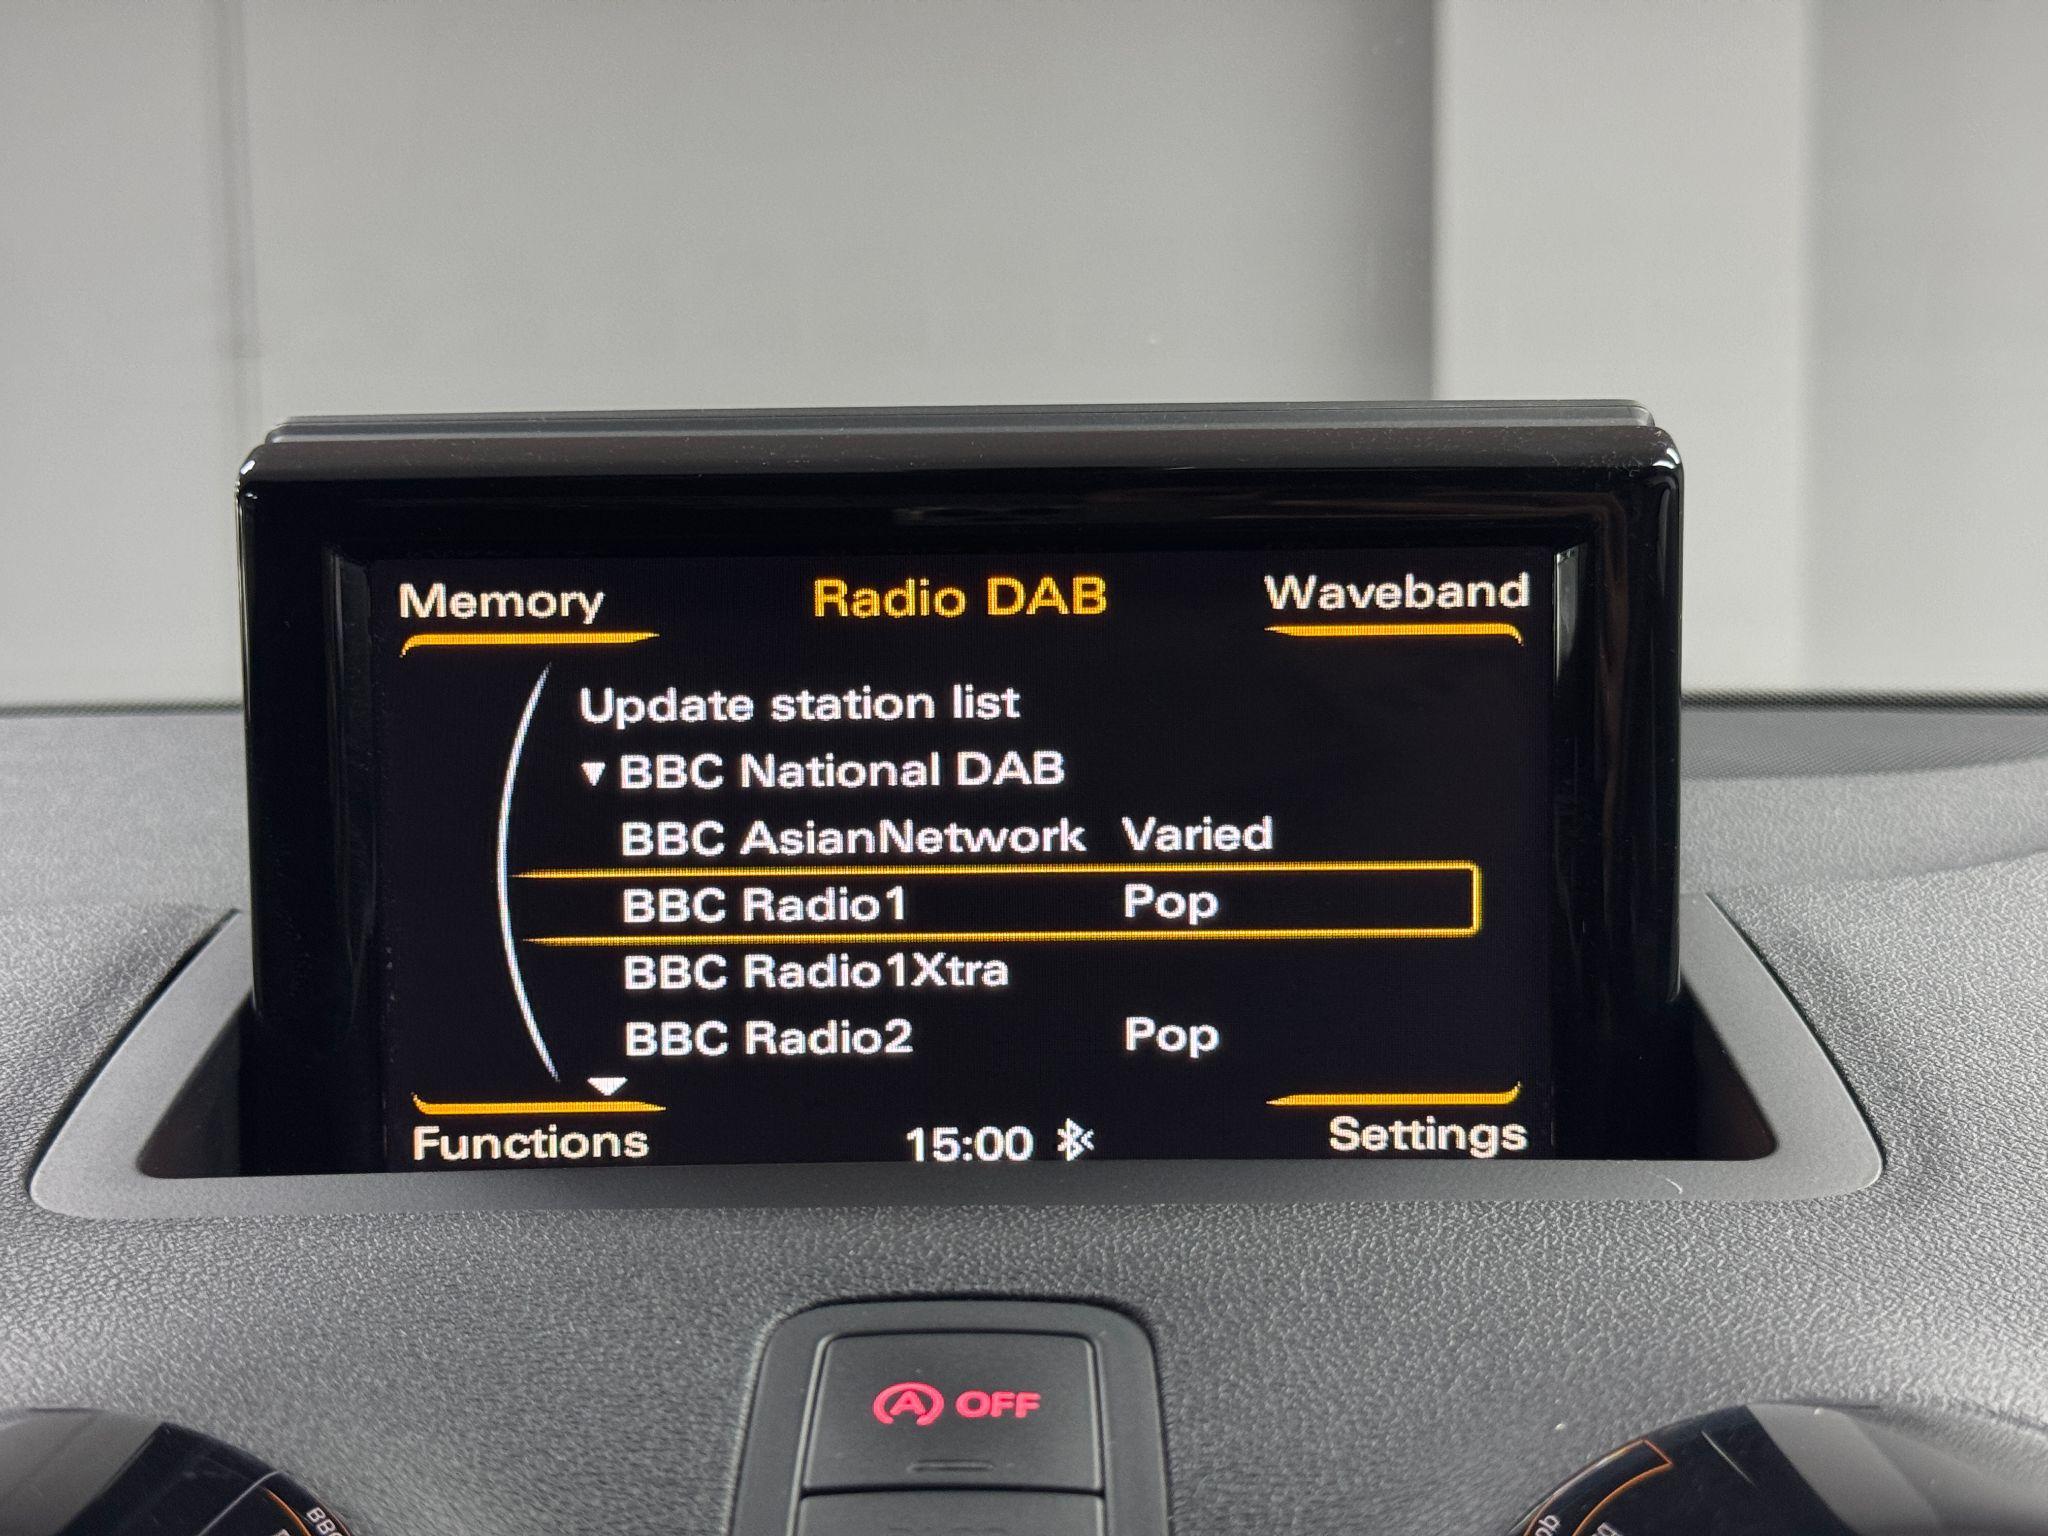 Memory Radio DAB Waveband
Update station list
▼ BBC National DAB
BBC AsianNetwork Varied
BBC Radio1 Pop
BBC Radio1Xtra
BBC Radio2 Pop
Functions 15:00 Settings
A OFF
BBC